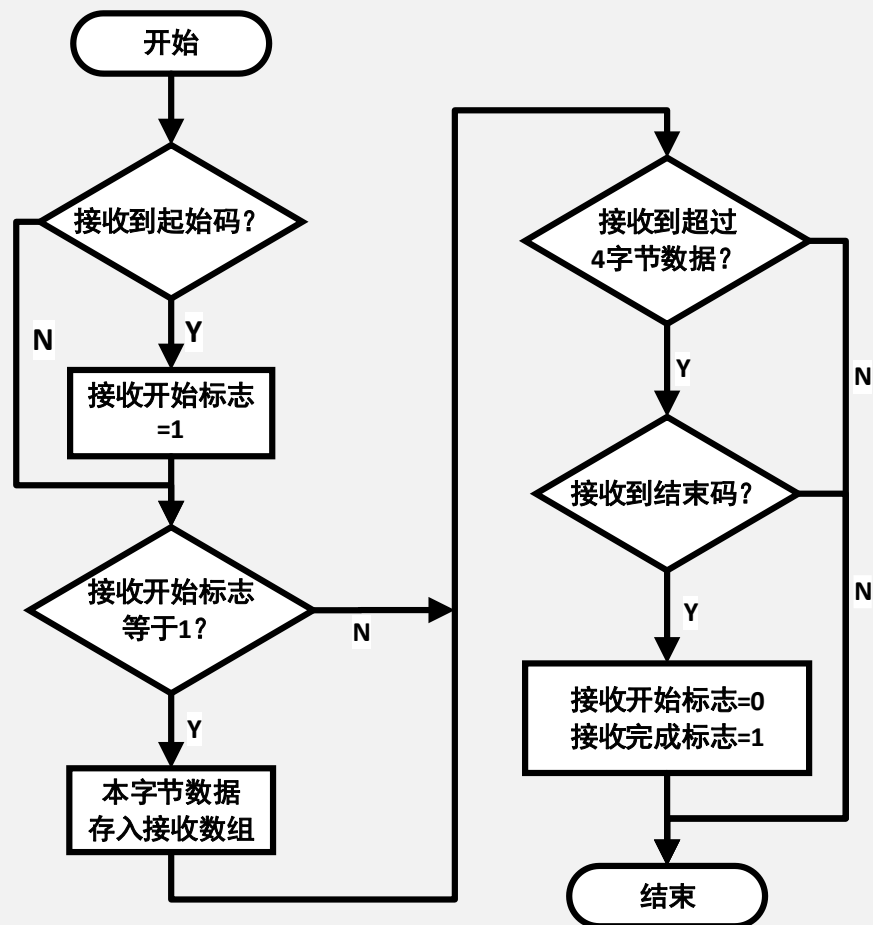 开始
接收到起始码？
N
Y
接收开始标志
=1
接收开始标志
等于1？
N
Y
本字节数据
存入接收数组
接收到超过
4字节数据？
Y
N
接收到结束码？
Y
N
接收开始标志=0
接收完成标志=1
结束